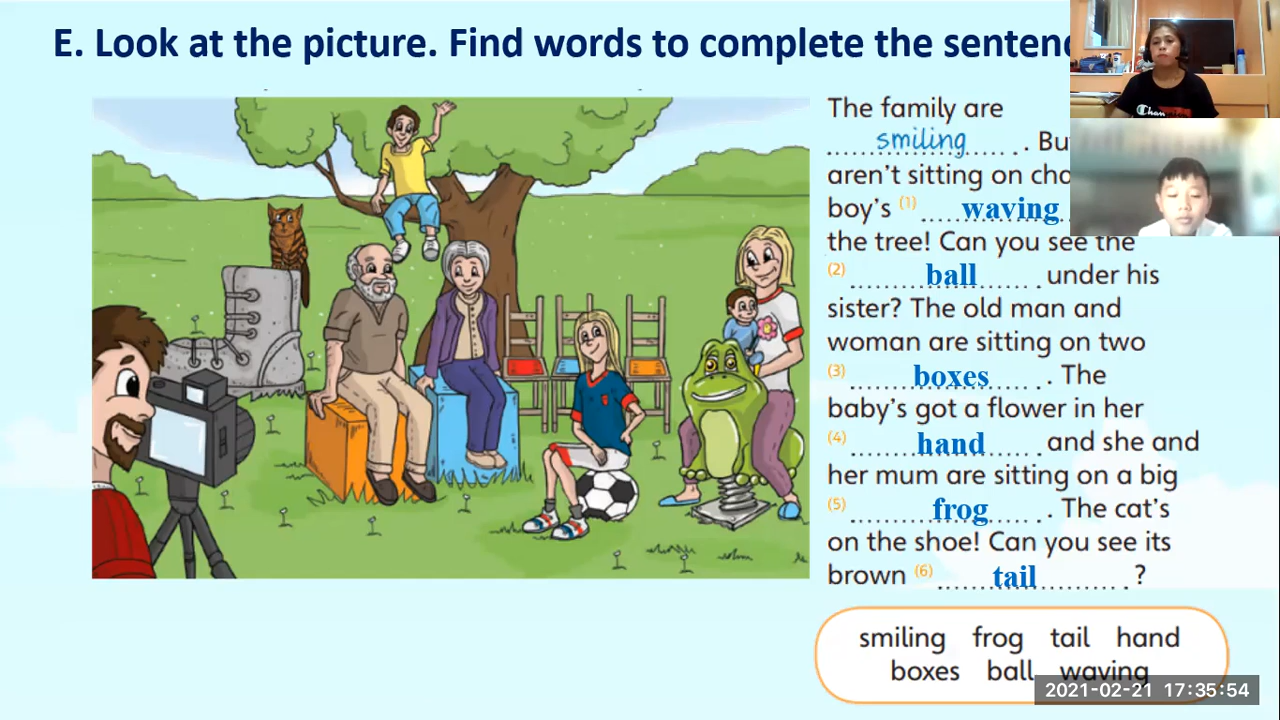 E. Look at the picture. Find words to complete the
The family are
smiling .
aren't sitting on
boy's (1) waving
the tree! Can you see the
(2) ball under his
sister? The old man and
woman are sitting on two
(3) boxes . The
baby's got a flower in her
(4) hand and she and
her mum are sitting on a big
(5) frog . The cat's
on the shoe! Can you see its
brown (6) tail ?
smiling frog tail hand
boxes ball waving
2021-02-21 17:35:54